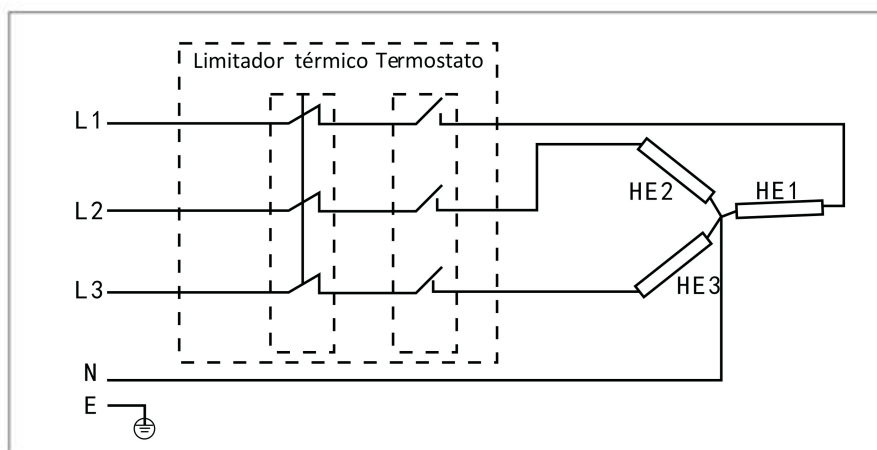 Limitador térmico Termostato
L1
HE2
HE1
L2
HE3
L3
N
E